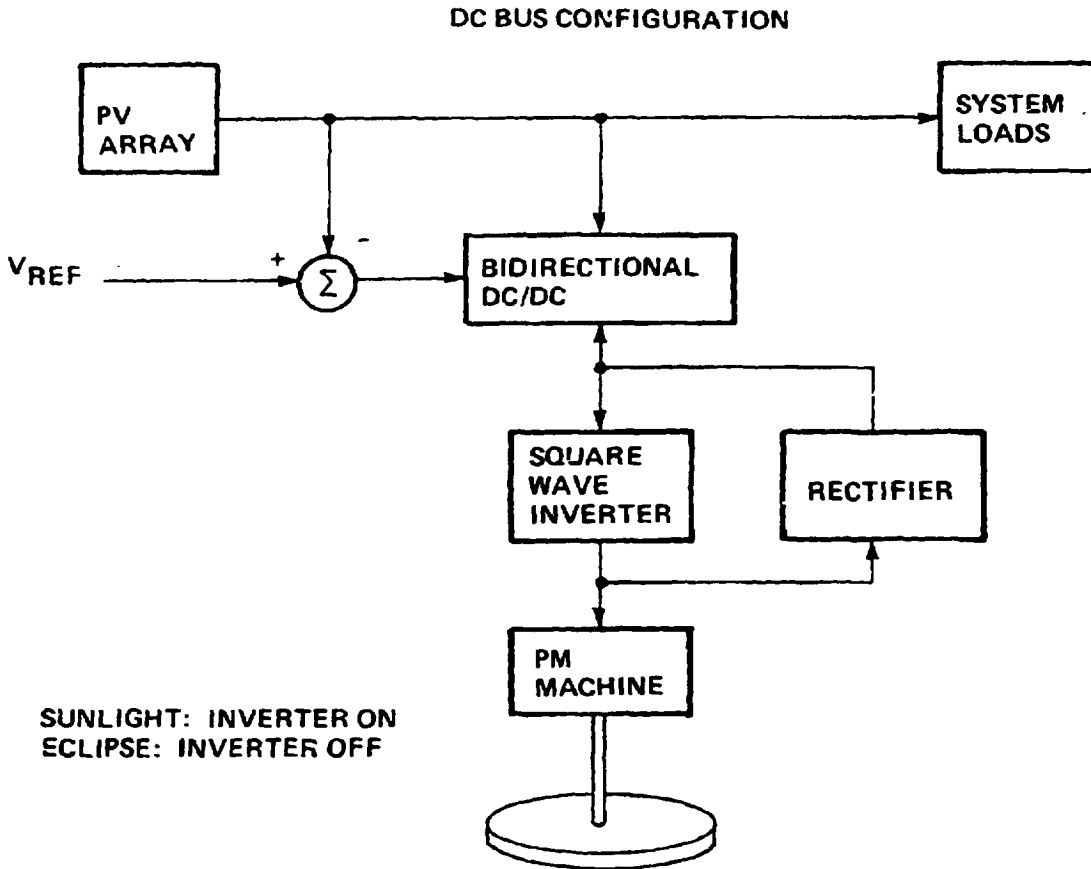 DC BUS CONFIGURATION
PV
ARRAY
SYSTEM
LOADS
-
+
VREF
Σ
BIDIRECTIONAL
DC/DC
SQUARE
WAVE
INVERTER
RECTIFIER
PM
MACHINE
SUNLIGHT: INVERTER ON
ECLIPSE: INVERTER OFF